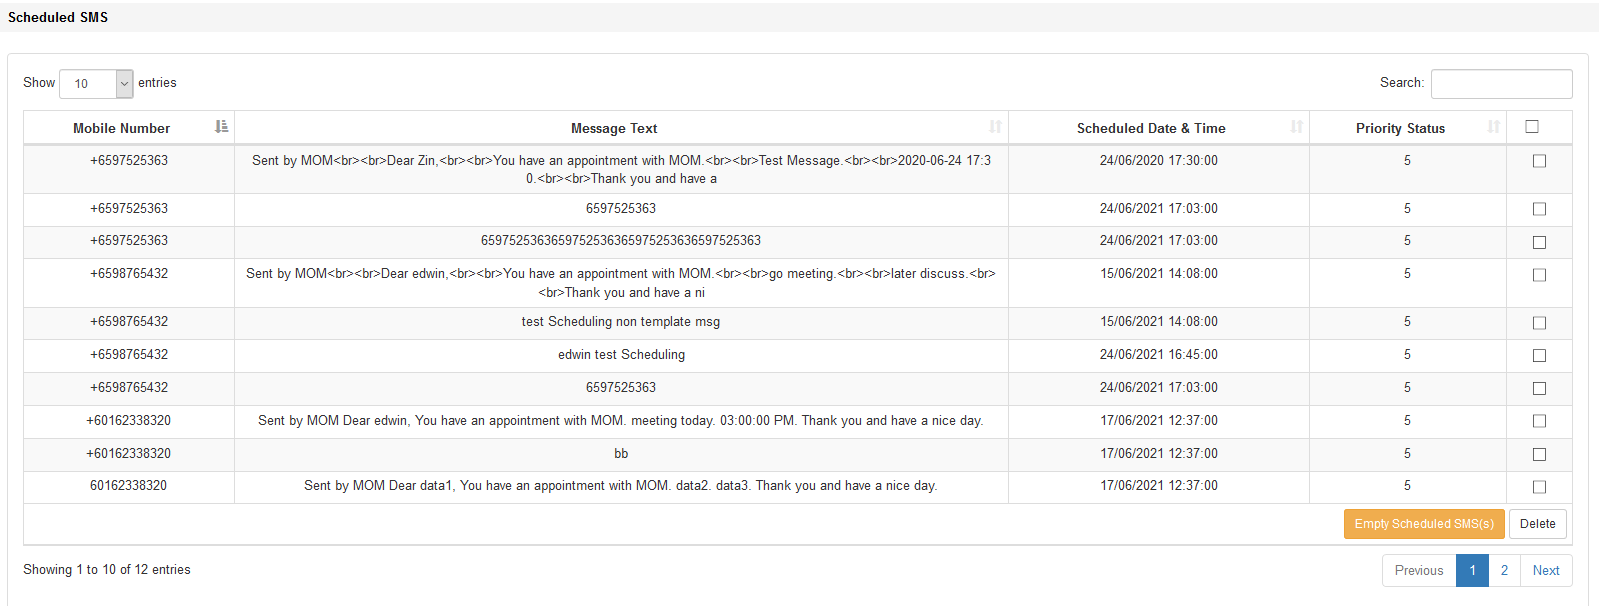 Scheduled SMS
Show 10 entries Search:
Mobile Number Message Text Scheduled Date & Time Priority Status
+6597525363 Sent by MOM<br><br>Dear Zin,<br><br>You have an appointment with MOM.<br><br>Test Message.<br><br>2020-06-24 17:3 24/06/2020 17:30:00 5
0.<br><br>Thank you and have a
+6597525363 6597525363 24/06/2021 17:03:00 5
+6597525363 6597525363659752536365975253636597525363 24/06/2021 17:03:00 5
+6598765432 Sent by MOM<br><br>Dear edwin,<br><br>You have an appointment with MOM.<br><br>go meeting.<br><br>later discuss.<br> 15/06/2021 14:08:00 5
<br>Thank you and have a ni
+6598765432 test Scheduling non template msg 15/06/2021 14:08:00 5
+6598765432 edwin test Scheduling 24/06/2021 16:45:00 5
+6598765432 6597525363 24/06/2021 17:03:00 5
+60162338320 Sent by MOM Dear edwin, You have an appointment with MOM. meeting today. 03:00:00 PM. Thank you and have a nice day. 17/06/2021 12:37:00 5
+60162338320 bb 17/06/2021 12:37:00 5
60162338320 Sent by MOM Dear data1, You have an appointment with MOM. data2. data3. Thank you and have a nice day. 17/06/2021 12:37:00 5
Empty Scheduled SMS(s) Delete
Showing 1 to 10 of 12 entries Previous 1 2 Next